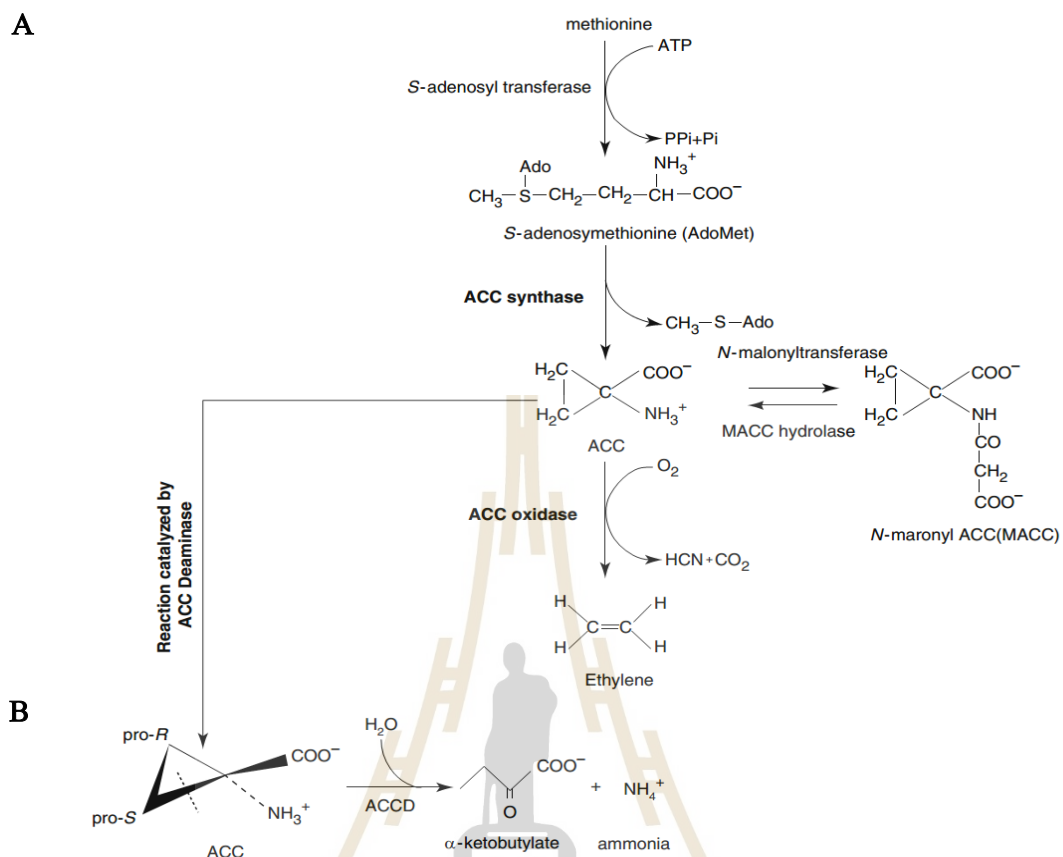 A
methionine
ATP
S-adenosyl transferase
PPi+Pi
Ado
NH3+
CH3–S–CH2–CH2–CH–COO−
S-adenosymethionine (AdoMet)
ACC synthase
CH3–S–Ado
N-malonyltransferase
MACC hydrolase
H2C
COO−
C
H2C
NH3+
ACC
H2C
COO−
C
H2C
NH
CO
CH2
COO−
N-maronyl ACC(MACC)
O2
ACC oxidase
HCN+CO2
H
H
C=C
H
H
Ethylene
Reaction catalyzed by
ACC Deaminase
B
pro-R
COO−
pro-S
NH3+
ACC
H2O
ACCD
COO−
O
α-ketobutylate
+
NH4+
ammonia